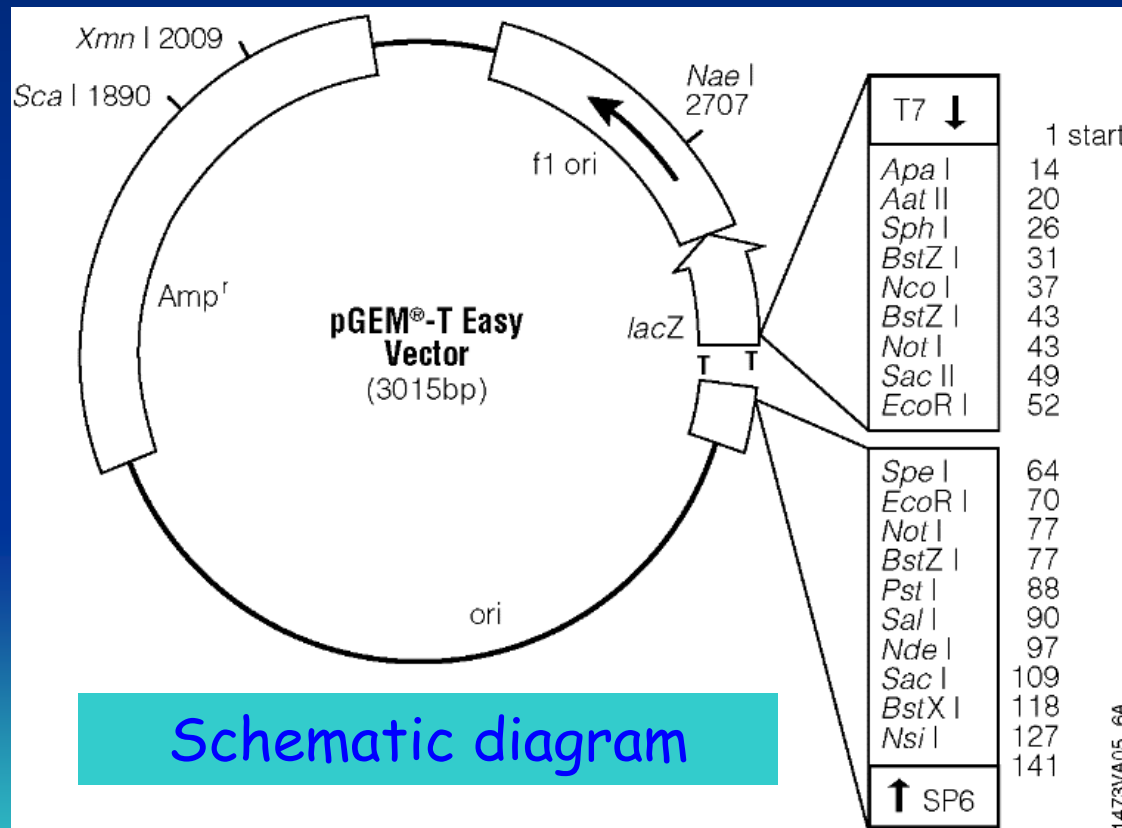 Xmn I 2009
Sca I 1890
Nae I
2707
f1 ori
Ampʳ
pGEM®-T Easy
Vector
(3015bp)
lacZ
T T
ori
T7 ↓
1 start
Apa I 14
Aat II 20
Sph I 26
BstZ I 31
Nco I 37
BstZ I 43
Not I 43
Sac II 49
EcoR I 52
Spe I 64
EcoR I 70
Not I 77
BstZ I 77
Pst I 88
Sal I 90
Nde I 97
Sac I 109
BstX I 118
Nsi I 127
141
↑ SP6
1473VA05_6A
Schematic diagram